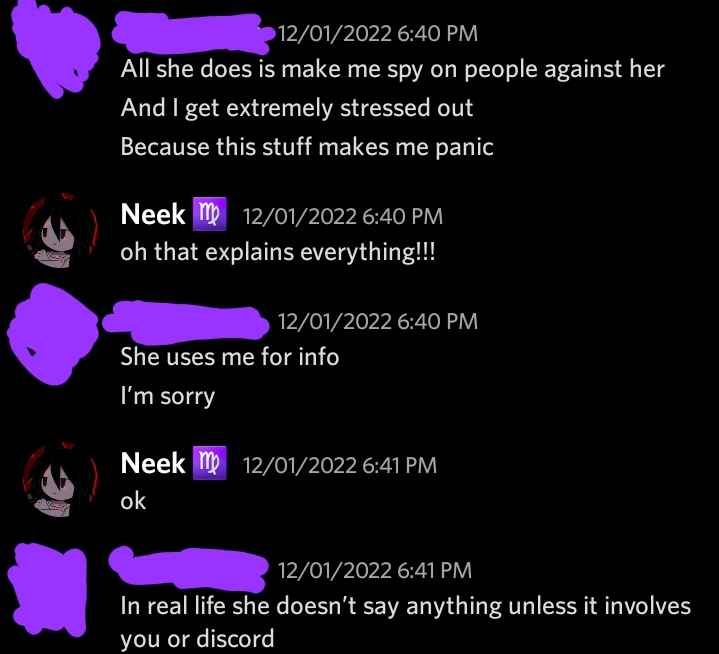 12/01/2022 6:40 PM
All she does is make me spy on people against her
And I get extremely stressed out
Because this stuff makes me panic
Neek ♍ 12/01/2022 6:40 PM
oh that explains everything!!!
12/01/2022 6:40 PM
She uses me for info
I'm sorry
Neek ♍ 12/01/2022 6:41 PM
ok
12/01/2022 6:41 PM
In real life she doesn't say anything unless it involves
you or discord